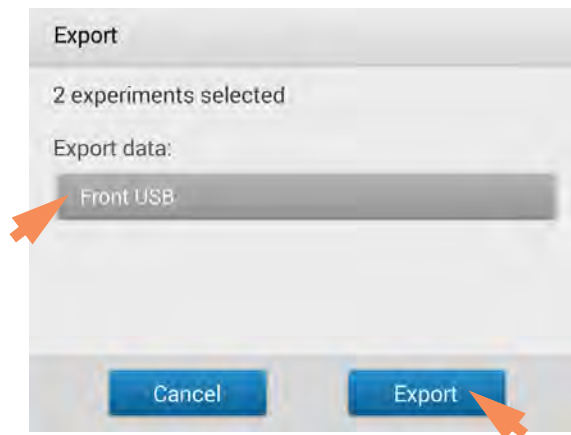 Export
2 experiments selected
Export data:
Front USB
Cancel
Export